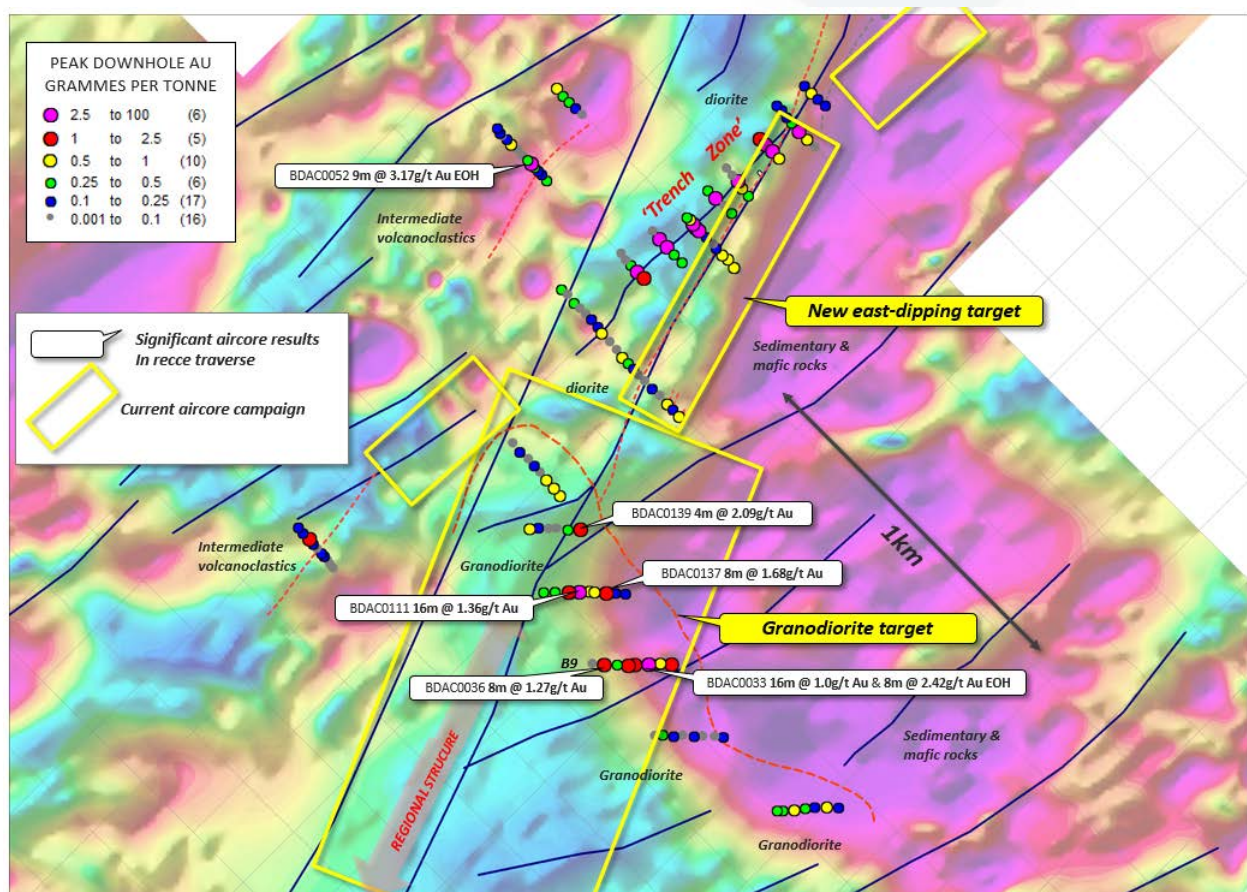 PEAK DOWNHOLE AU
GRAMMES PER TONNE
2.5 to 100 (6)
1 to 2.5 (5)
0.5 to 1 (10)
0.25 to 0.5 (6)
0.1 to 0.25 (17)
0.001 to 0.1 (16)
diorite
'Trench Zone'
BDAC0052 9m @ 3.17g/t Au EOH
Intermediate
volcanoclastics
Significant aircore results
In recce traverse
Current aircore campaign
New east-dipping target
Sedimentary &
mafic rocks
diorite
1km
BDAC0139 4m @ 2.09g/t Au
Intermediate
volcanoclastics
Granodiorite
BDAC0137 8m @ 1.68g/t Au
BDAC0111 16m @ 1.36g/t Au
Granodiorite target
B9
BDAC0036 8m @ 1.27g/t Au
BDAC0033 16m @ 1.0g/t Au & 8m @ 2.42g/t Au EOH
REGIONAL STRUCURE
Sedimentary &
mafic rocks
Granodiorite
Granodiorite